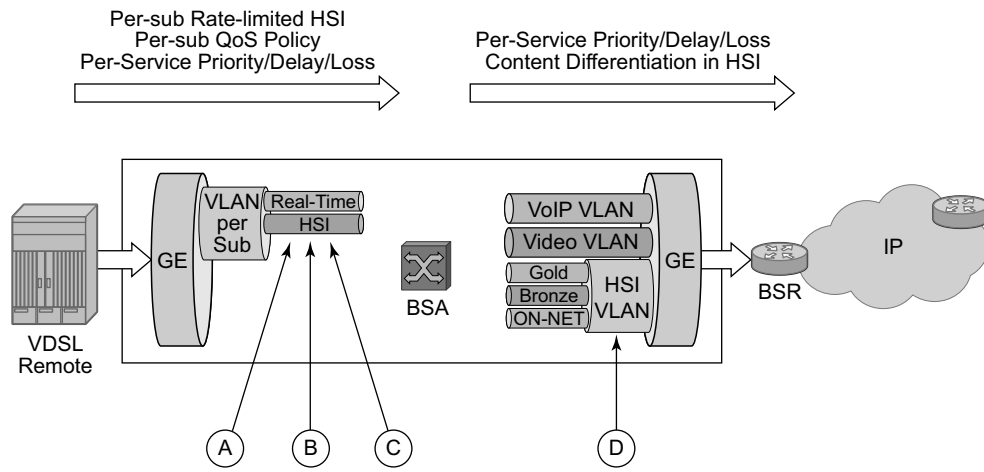 Per-sub Rate-limited HSI
Per-sub QoS Policy
Per-Service Priority/Delay/Loss
Per-Service Priority/Delay/Loss
Content Differentiation in HSI
VDSL
Remote
GE
VLAN
per
Sub
Real-Time
HSI
BSA
VoIP VLAN
Video VLAN
Gold
Bronze
ON-NET
HSI
VLAN
GE
BSR
IP
A
B
C
D